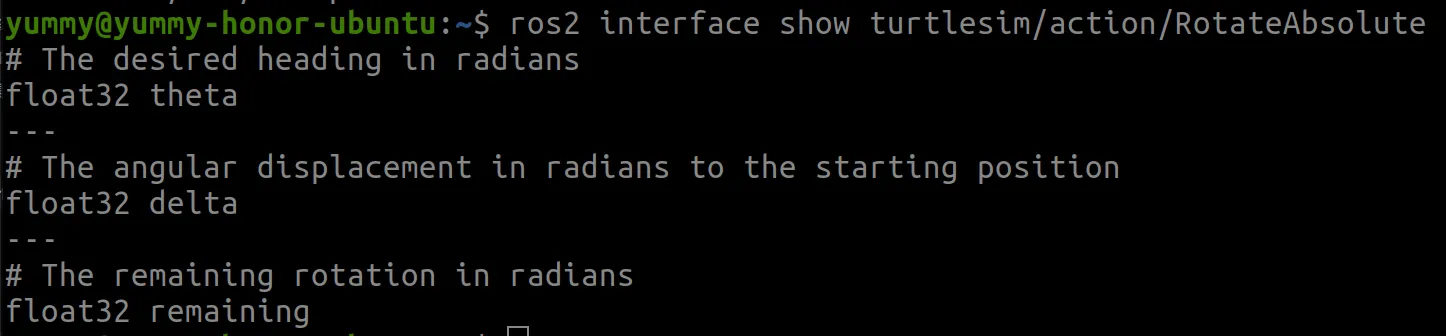 yummy@yummy-honor-ubuntu:~$ ros2 interface show turtlesim/action/RotateAbsolute
# The desired heading in radians
float32 theta
---
# The angular displacement in radians to the starting position
float32 delta
---
# The remaining rotation in radians
float32 remaining